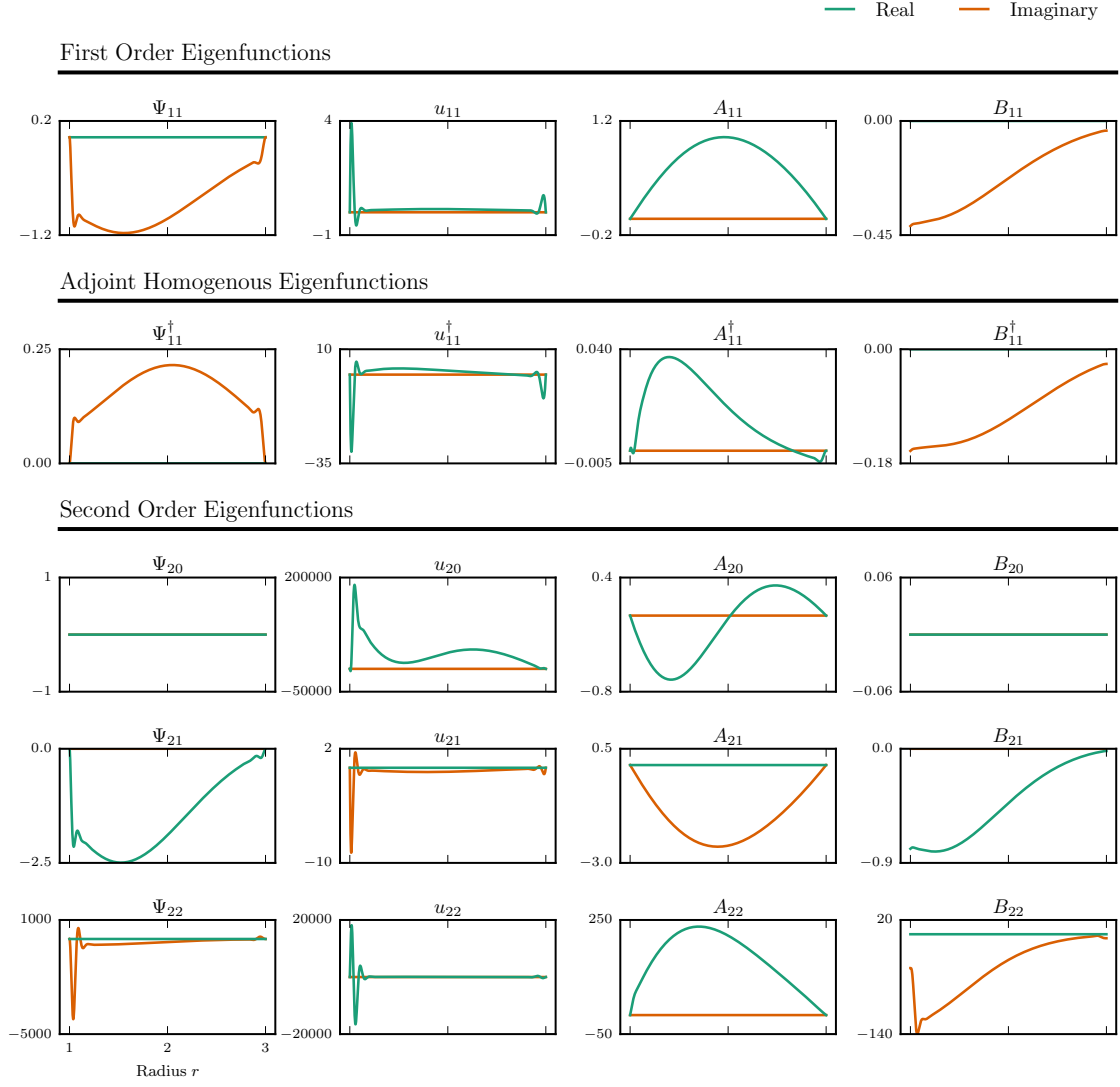 Real Imaginary
First Order Eigenfunctions
Ψ₁₁ u₁₁ A₁₁ B₁₁
0.2 4 1.2 0.00
−1.2 −1 −0.2 −0.45
Adjoint Homogenous Eigenfunctions
Ψ†₁₁ u†₁₁ A†₁₁ B†₁₁
0.25 10 0.040 0.00
0.00 −35 −0.005 −0.18
Second Order Eigenfunctions
Ψ₂₀ u₂₀ A₂₀ B₂₀
1 200000 0.4 0.06
−1 −50000 −0.8 −0.06
Ψ₂₁ u₂₁ A₂₁ B₂₁
0.0 2 0.5 0.0
−2.5 −10 −3.0 −0.9
Ψ₂₂ u₂₂ A₂₂ B₂₂
1000 20000 250 20
−5000 −20000 −50 −140
1 2 3
Radius r